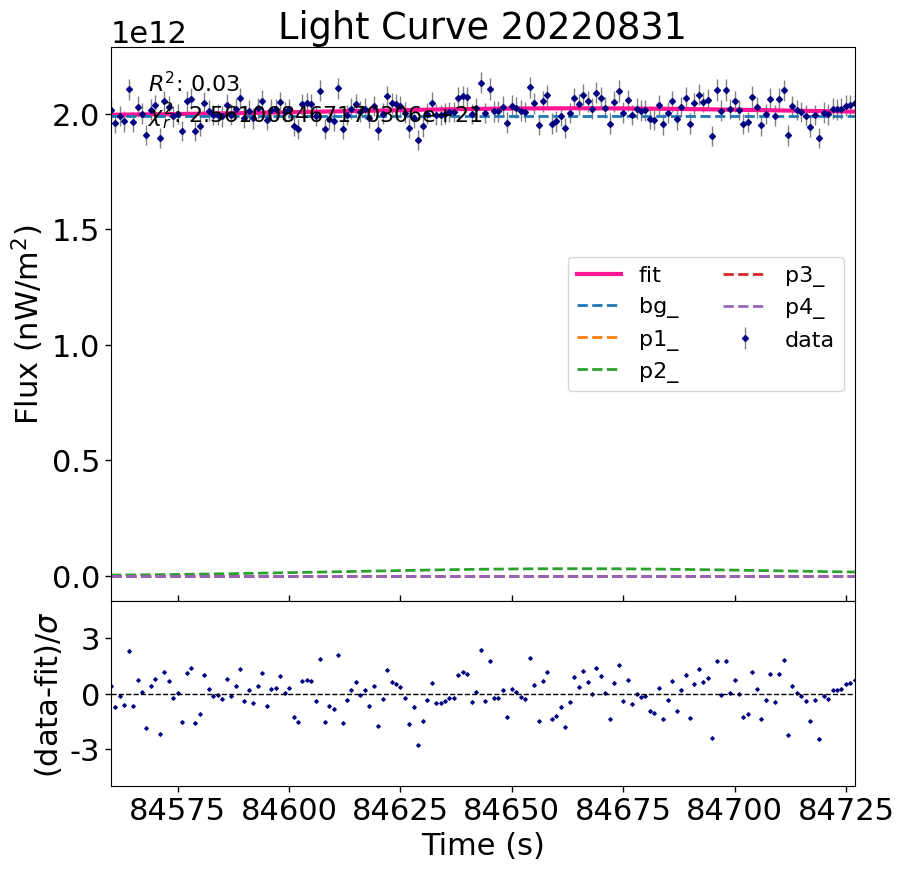 Light Curve 20220831
1e12
R²: 0.03
2.0
1.5
1.0
0.5
0.0
Flux (nW/m²)
fit
bg_
p1_
p2_
p3_
p4_
data
3
0
-3
(data-fit)/σ
84575 84600 84625 84650 84675 84700 84725
Time (s)